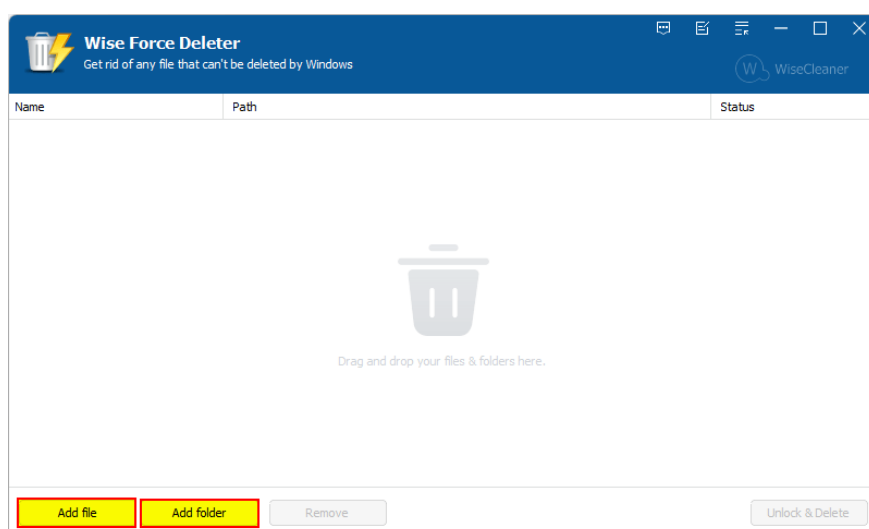 Wise Force Deleter
Get rid of any file that can't be deleted by Windows
WiseCleaner
Name Path Status
Drag and drop your files & folders here.
Add file Add folder Remove Unlock & Delete